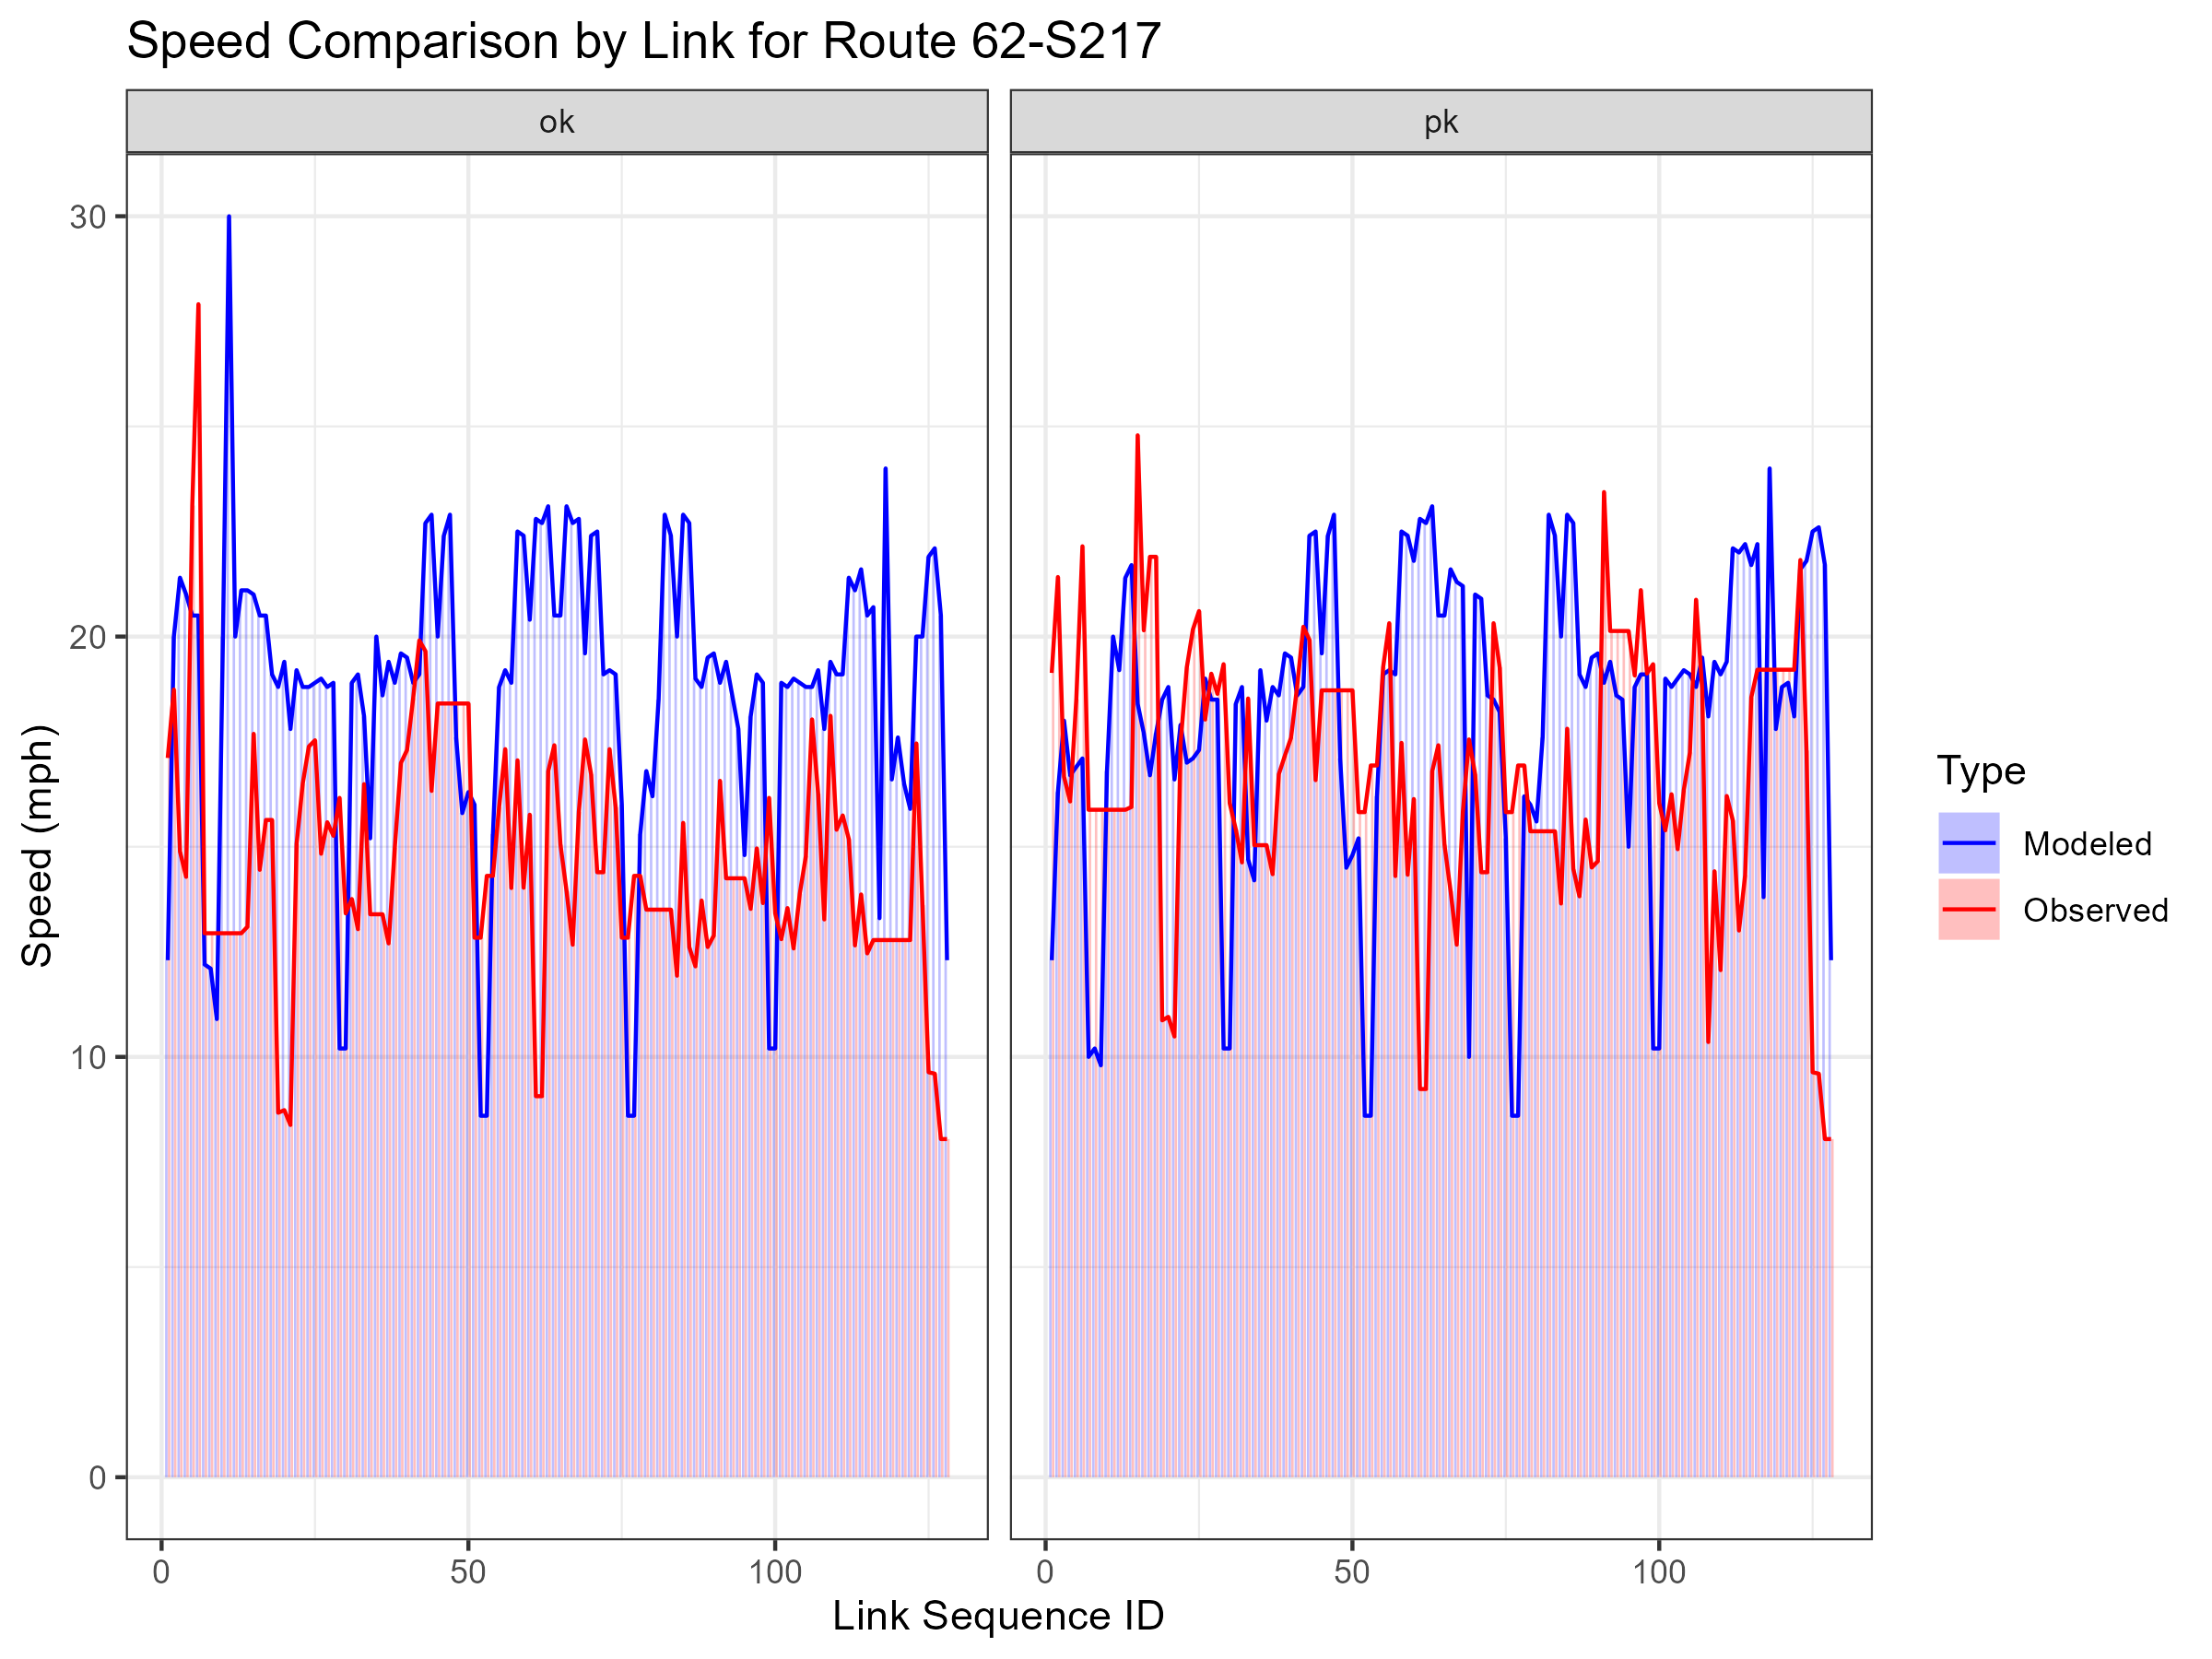 Speed Comparison by Link for Route 62-S217
ok
pk
30
20
10
0
Speed (mph)
0
50
100
0
50
100
Link Sequence ID
Type
Modeled
Observed